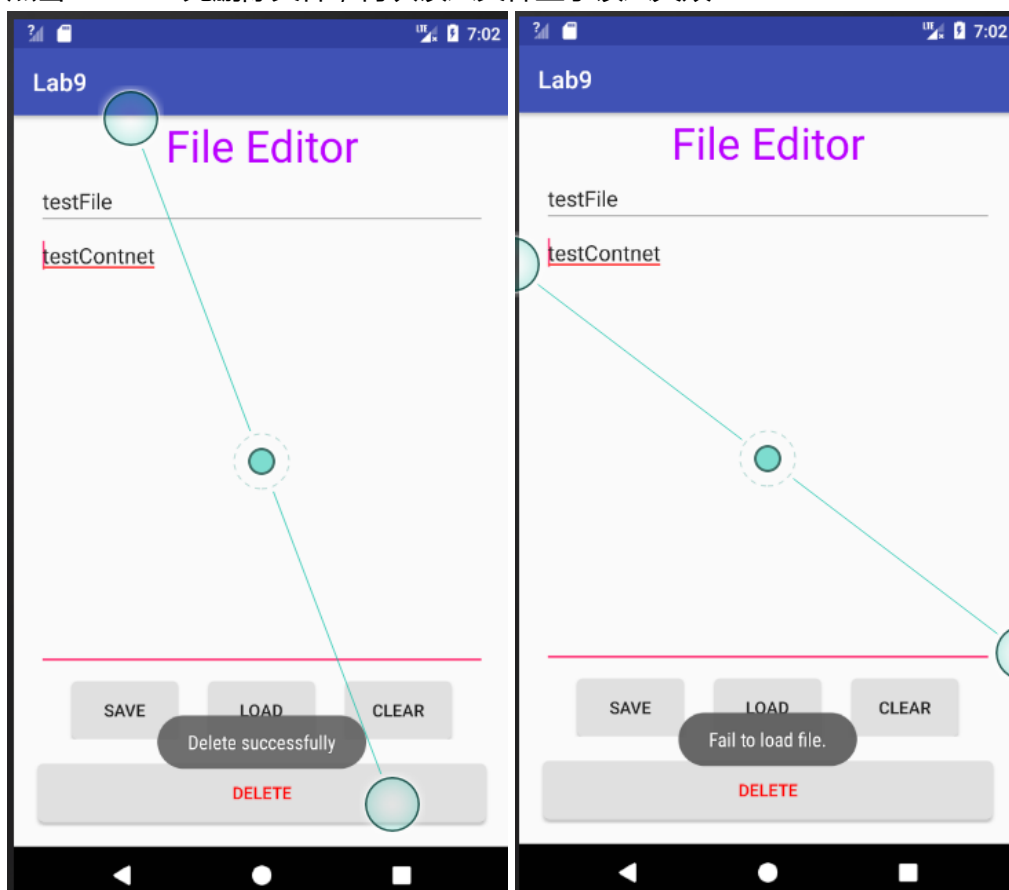 7:02
7:02
Lab9
Lab9
File Editor
File Editor
testFile
testFile
testContnet
testContnet
SAVE
LOAD
CLEAR
SAVE
LOAD
CLEAR
Delete successfully
Fail to load file.
DELETE
DELETE